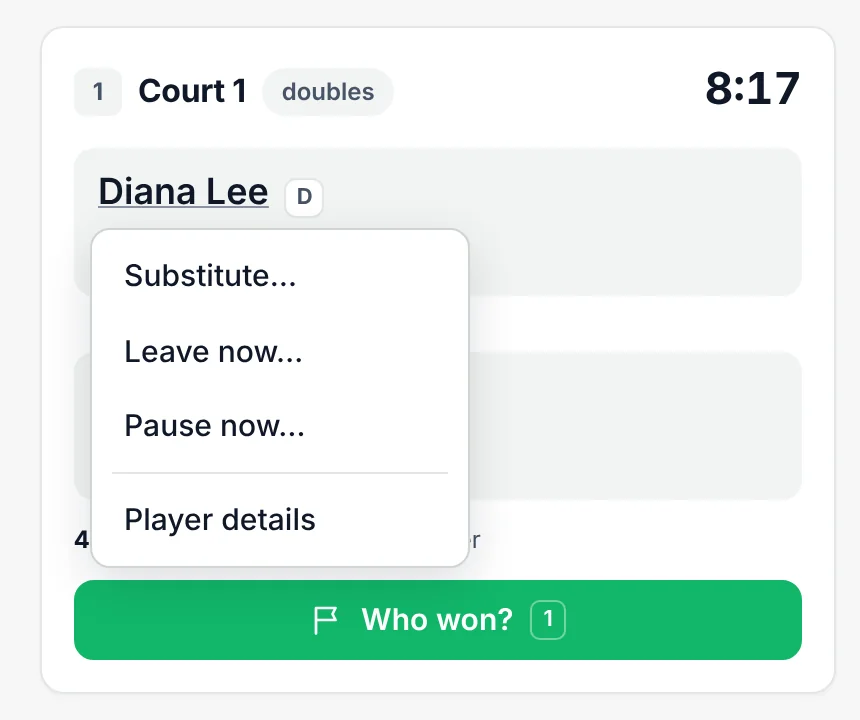 1 Court 1 doubles 8:17
Diana Lee D
Substitute...
Leave now...
Pause now...
Player details
4
Who won? 1